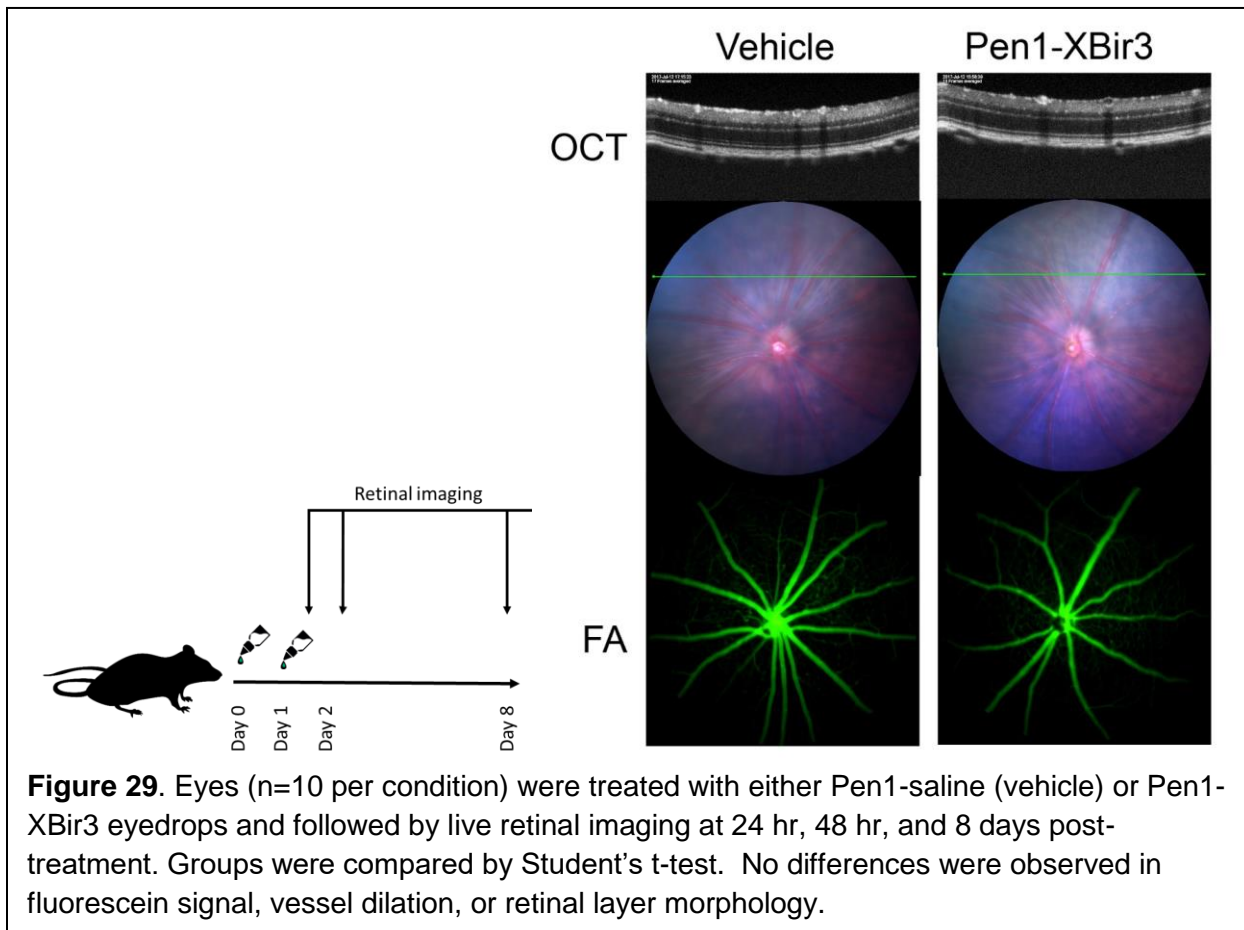 Vehicle
Pen1-XBir3
OCT
Retinal imaging
FA
Day 0
Day 1
Day 2
Day 8
Figure 29. Eyes (n=10 per condition) were treated with either Pen1-saline (vehicle) or Pen1-
XBir3 eyedrops and followed by live retinal imaging at 24 hr, 48 hr, and 8 days post-
treatment. Groups were compared by Student’s t-test.  No differences were observed in
fluorescein signal, vessel dilation, or retinal layer morphology.